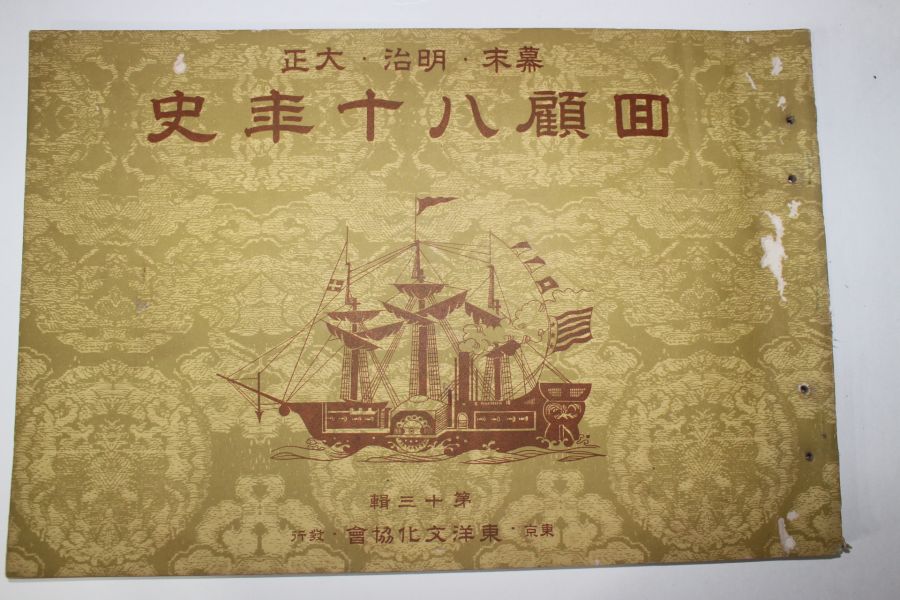 幕末・明治・大正
回顧八十年史
第十三輯
東京・東洋文化協會・發行